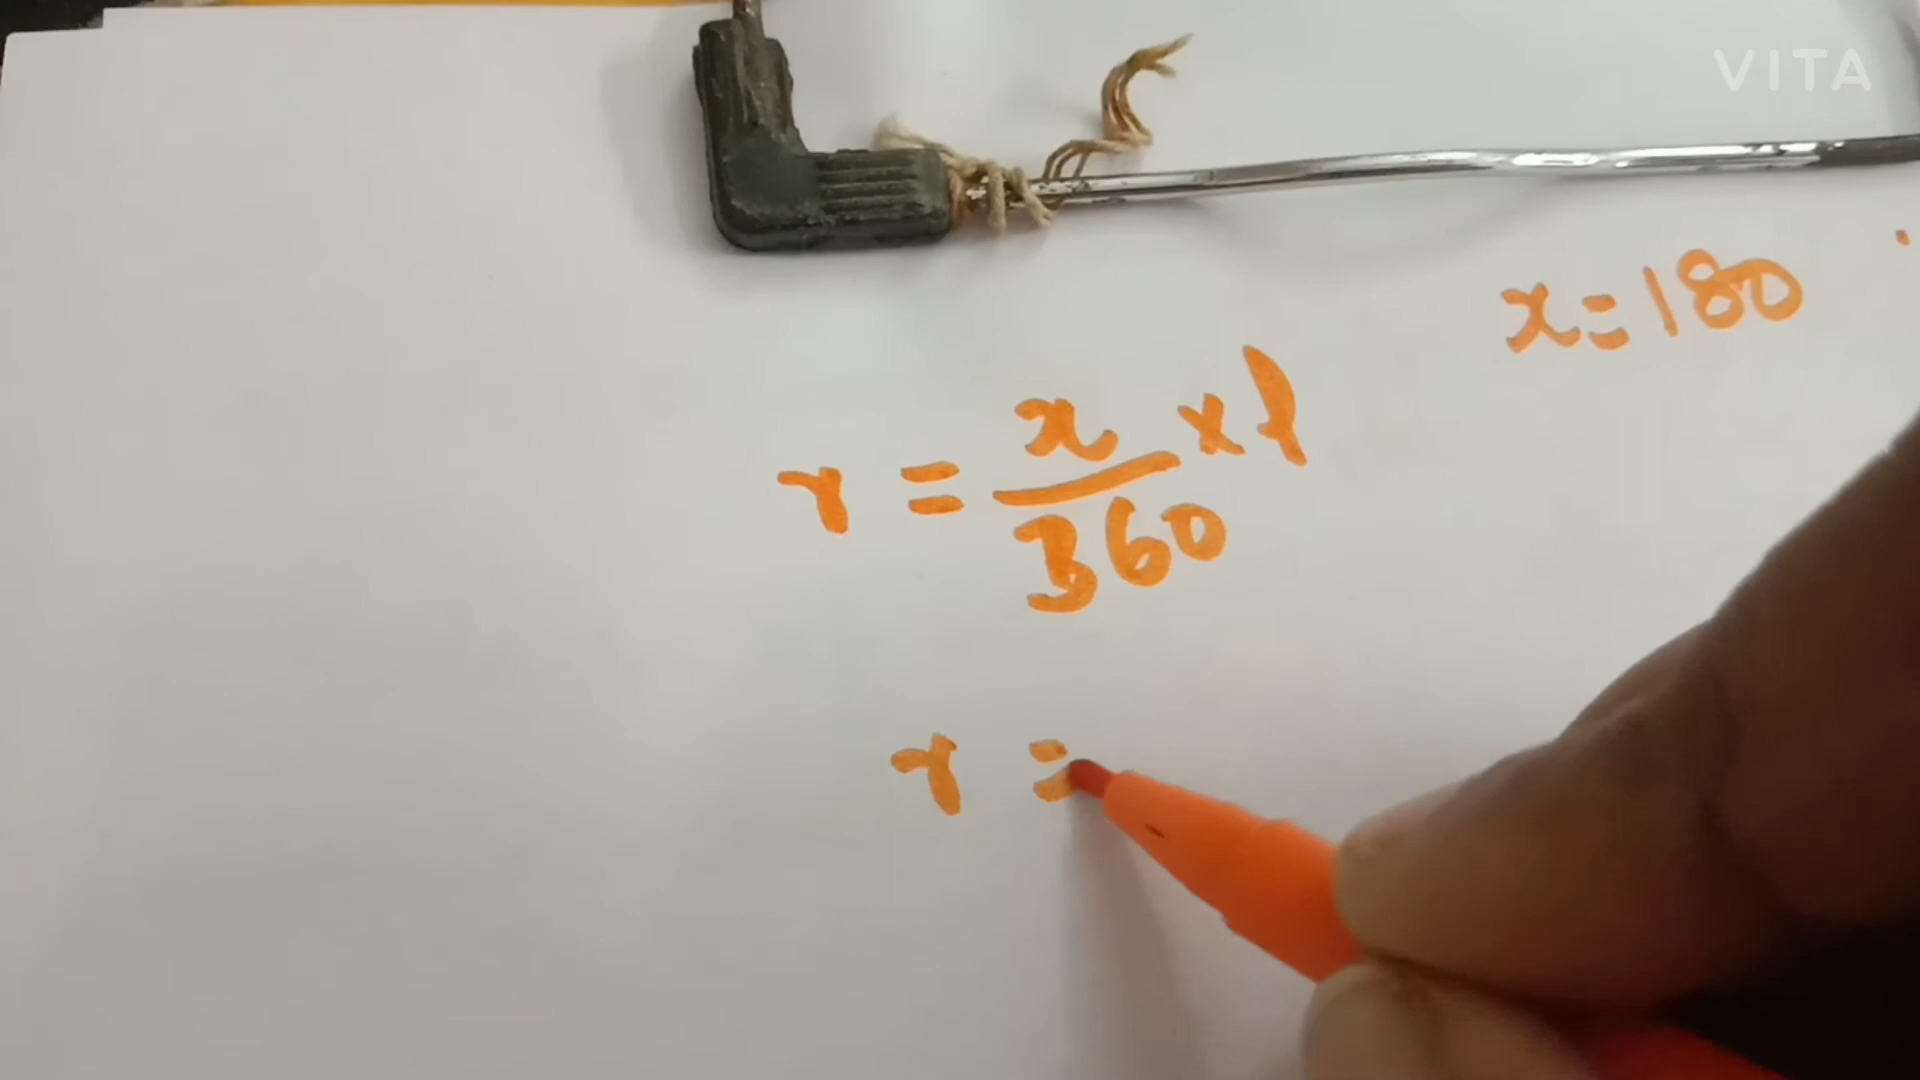 VITA
x=180
r = x/360 × l
r =